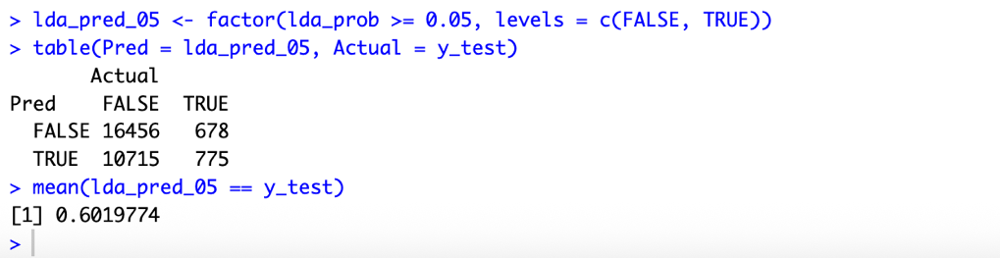 > lda_pred_05 <- factor(lda_prob >= 0.05, levels = c(FALSE, TRUE))
> table(Pred = lda_pred_05, Actual = y_test)
       Actual
Pred    FALSE  TRUE
  FALSE 16456   678
  TRUE  10715   775
> mean(lda_pred_05 == y_test)
[1] 0.6019774
>